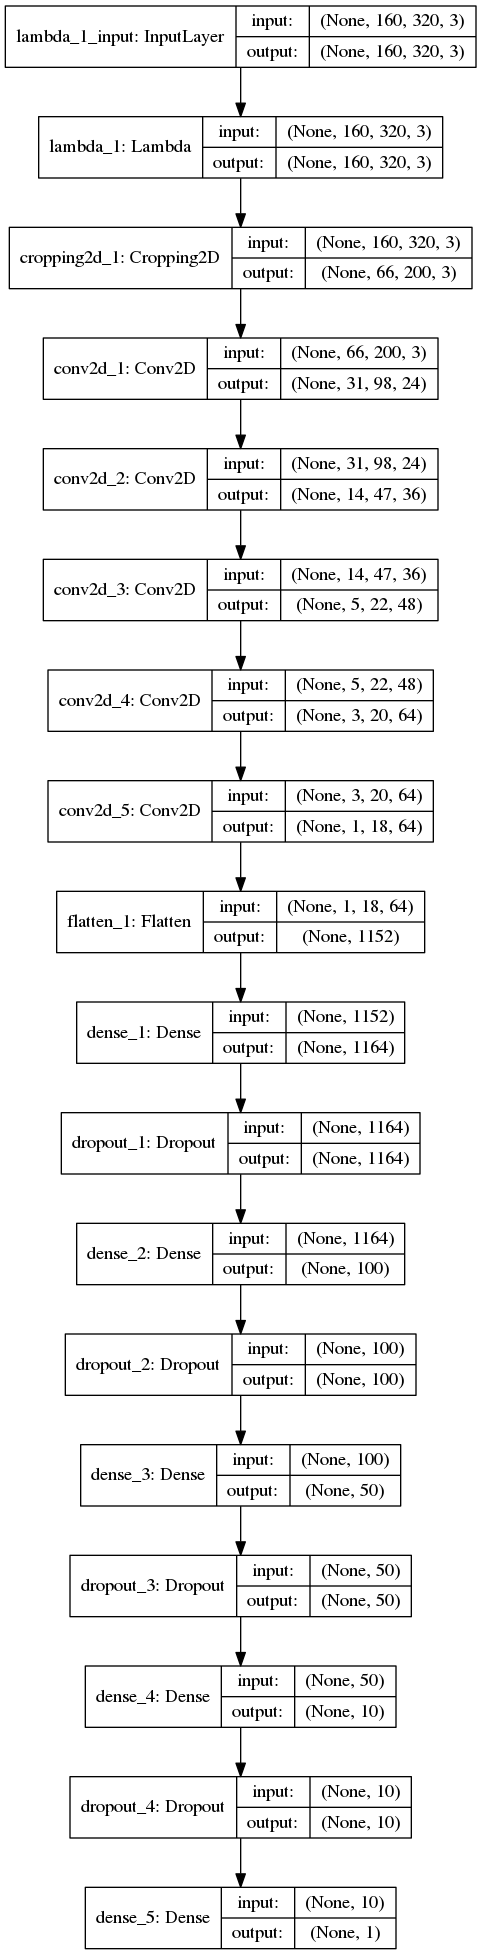 lambda_1_input: InputLayer
input: (None, 160, 320, 3)
output: (None, 160, 320, 3)
lambda_1: Lambda
input: (None, 160, 320, 3)
output: (None, 160, 320, 3)
cropping2d_1: Cropping2D
input: (None, 160, 320, 3)
output: (None, 66, 200, 3)
conv2d_1: Conv2D
input: (None, 66, 200, 3)
output: (None, 31, 98, 24)
conv2d_2: Conv2D
input: (None, 31, 98, 24)
output: (None, 14, 47, 36)
conv2d_3: Conv2D
input: (None, 14, 47, 36)
output: (None, 5, 22, 48)
conv2d_4: Conv2D
input: (None, 5, 22, 48)
output: (None, 3, 20, 64)
conv2d_5: Conv2D
input: (None, 3, 20, 64)
output: (None, 1, 18, 64)
flatten_1: Flatten
input: (None, 1, 18, 64)
output: (None, 1152)
dense_1: Dense
input: (None, 1152)
output: (None, 1164)
dropout_1: Dropout
input: (None, 1164)
output: (None, 1164)
dense_2: Dense
input: (None, 1164)
output: (None, 100)
dropout_2: Dropout
input: (None, 100)
output: (None, 100)
dense_3: Dense
input: (None, 100)
output: (None, 50)
dropout_3: Dropout
input: (None, 50)
output: (None, 50)
dense_4: Dense
input: (None, 50)
output: (None, 10)
dropout_4: Dropout
input: (None, 10)
output: (None, 10)
dense_5: Dense
input: (None, 10)
output: (None, 1)